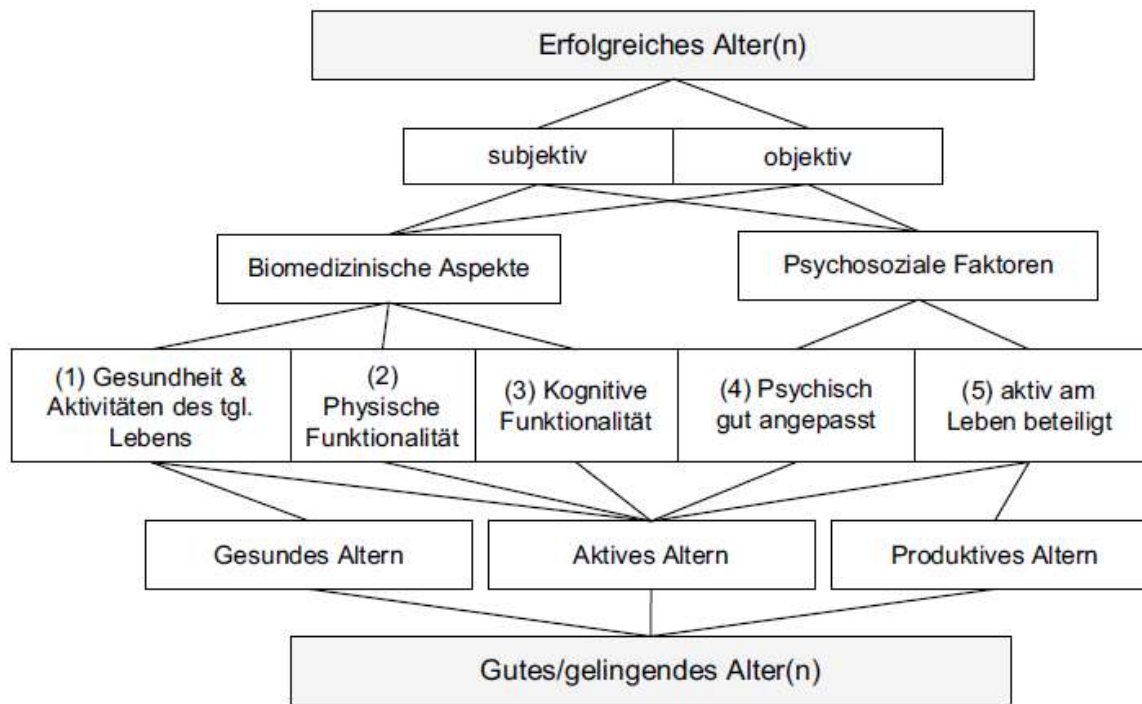 Erfolgreiches Alter(n)
subjektiv
objektiv
Biomedizinische Aspekte
Psychosoziale Faktoren
(1) Gesundheit &
Aktivitäten des tgl.
Lebens
(2)
Physische
Funktionalität
(3) Kognitive
Funktionalität
(4) Psychisch
gut angepasst
(5) aktiv am
Leben beteiligt
Gesundes Altern
Aktives Altern
Produktives Altern
Gutes/gelingendes Alter(n)